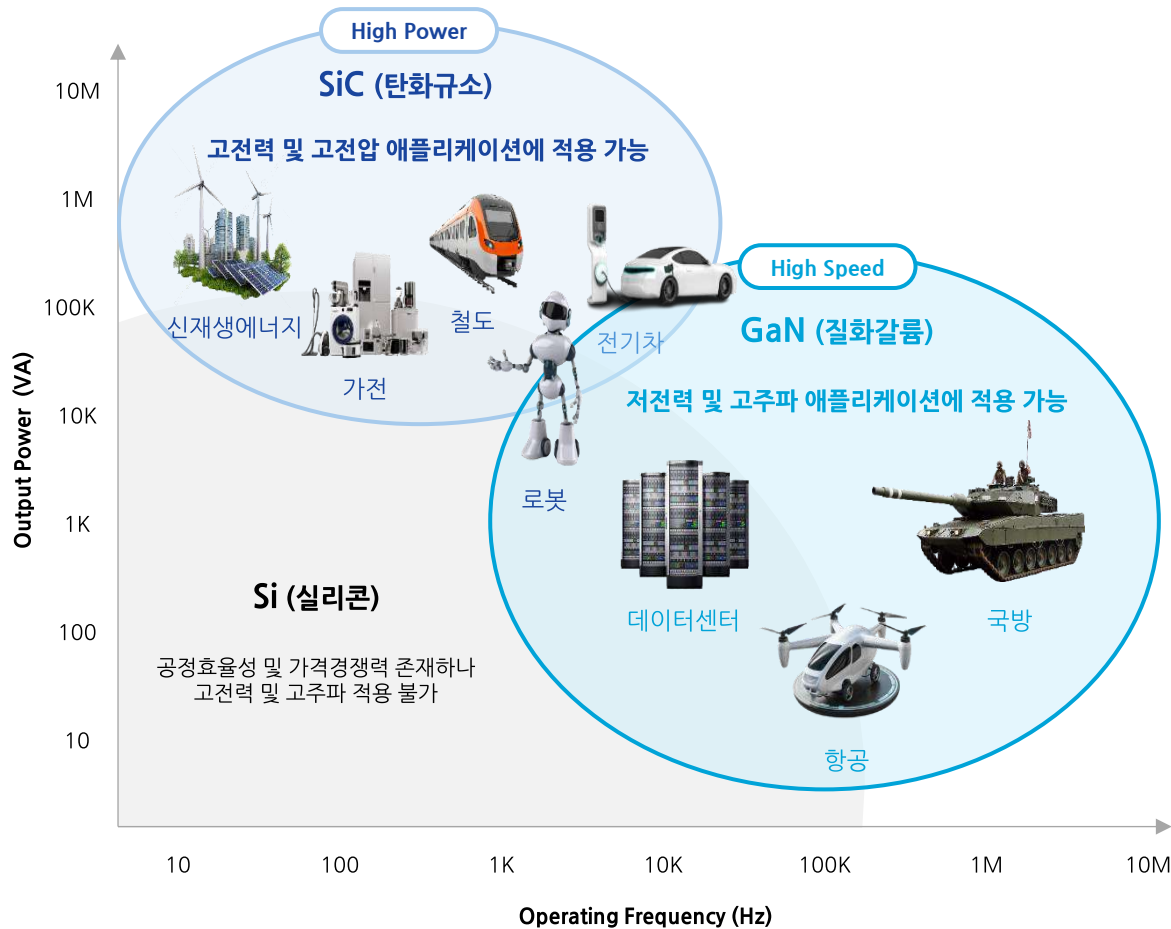 High Power
SiC (탄화규소)
고전력 및 고전압 애플리케이션에 적용 가능
신재생에너지
가전
철도
전기차
로봇
High Speed
GaN (질화갈륨)
저전력 및 고주파 애플리케이션에 적용 가능
데이터센터
국방
항공
Si (실리콘)
공정효율성 및 가격경쟁력 존재하나
고전력 및 고주파 적용 불가
Output Power (VA)
10M
1M
100K
10K
1K
100
10
10
100
1K
10K
100K
1M
10M
Operating Frequency (Hz)